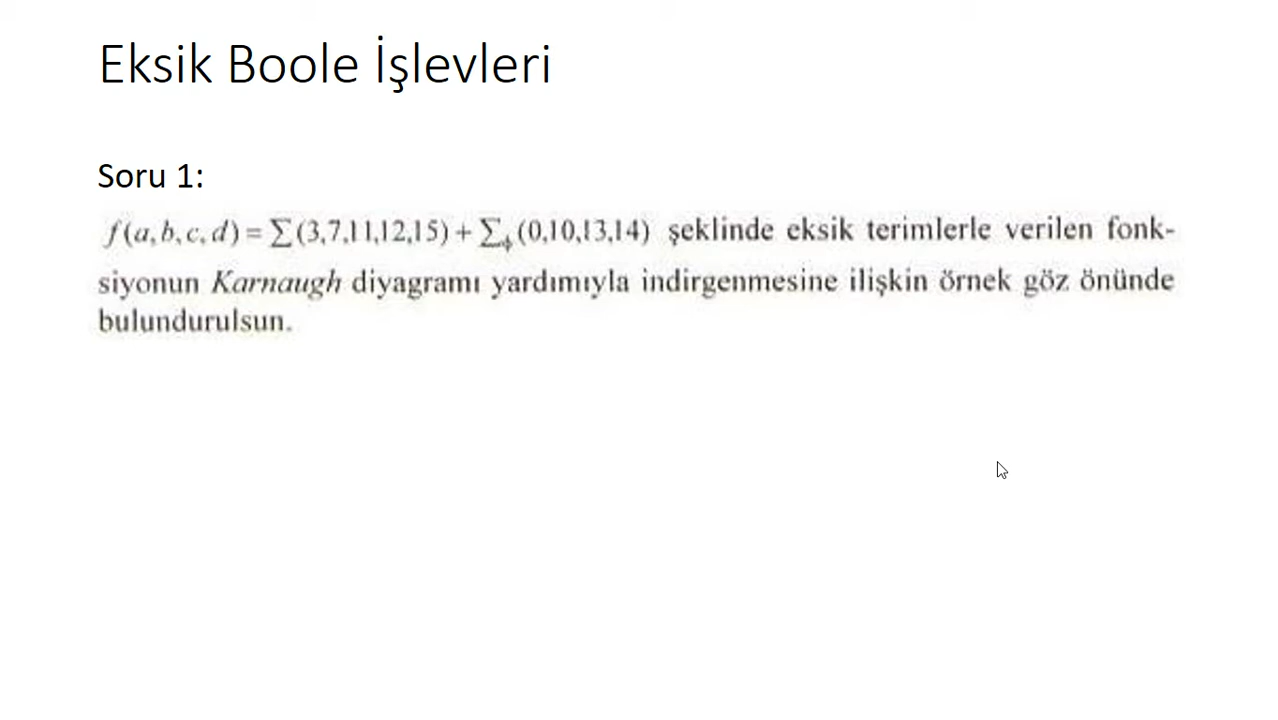 Eksik Boole İşlevleri
Soru 1:
f(a,b,c,d) = ∑(3,7,11,12,15) + ∑ϕ(0,10,13,14) şeklinde eksik terimlerle verilen fonk-
siyonun Karnaugh diyagramı yardımıyla indirgenmesine ilişkin örnek göz önünde
bulundurulsun.